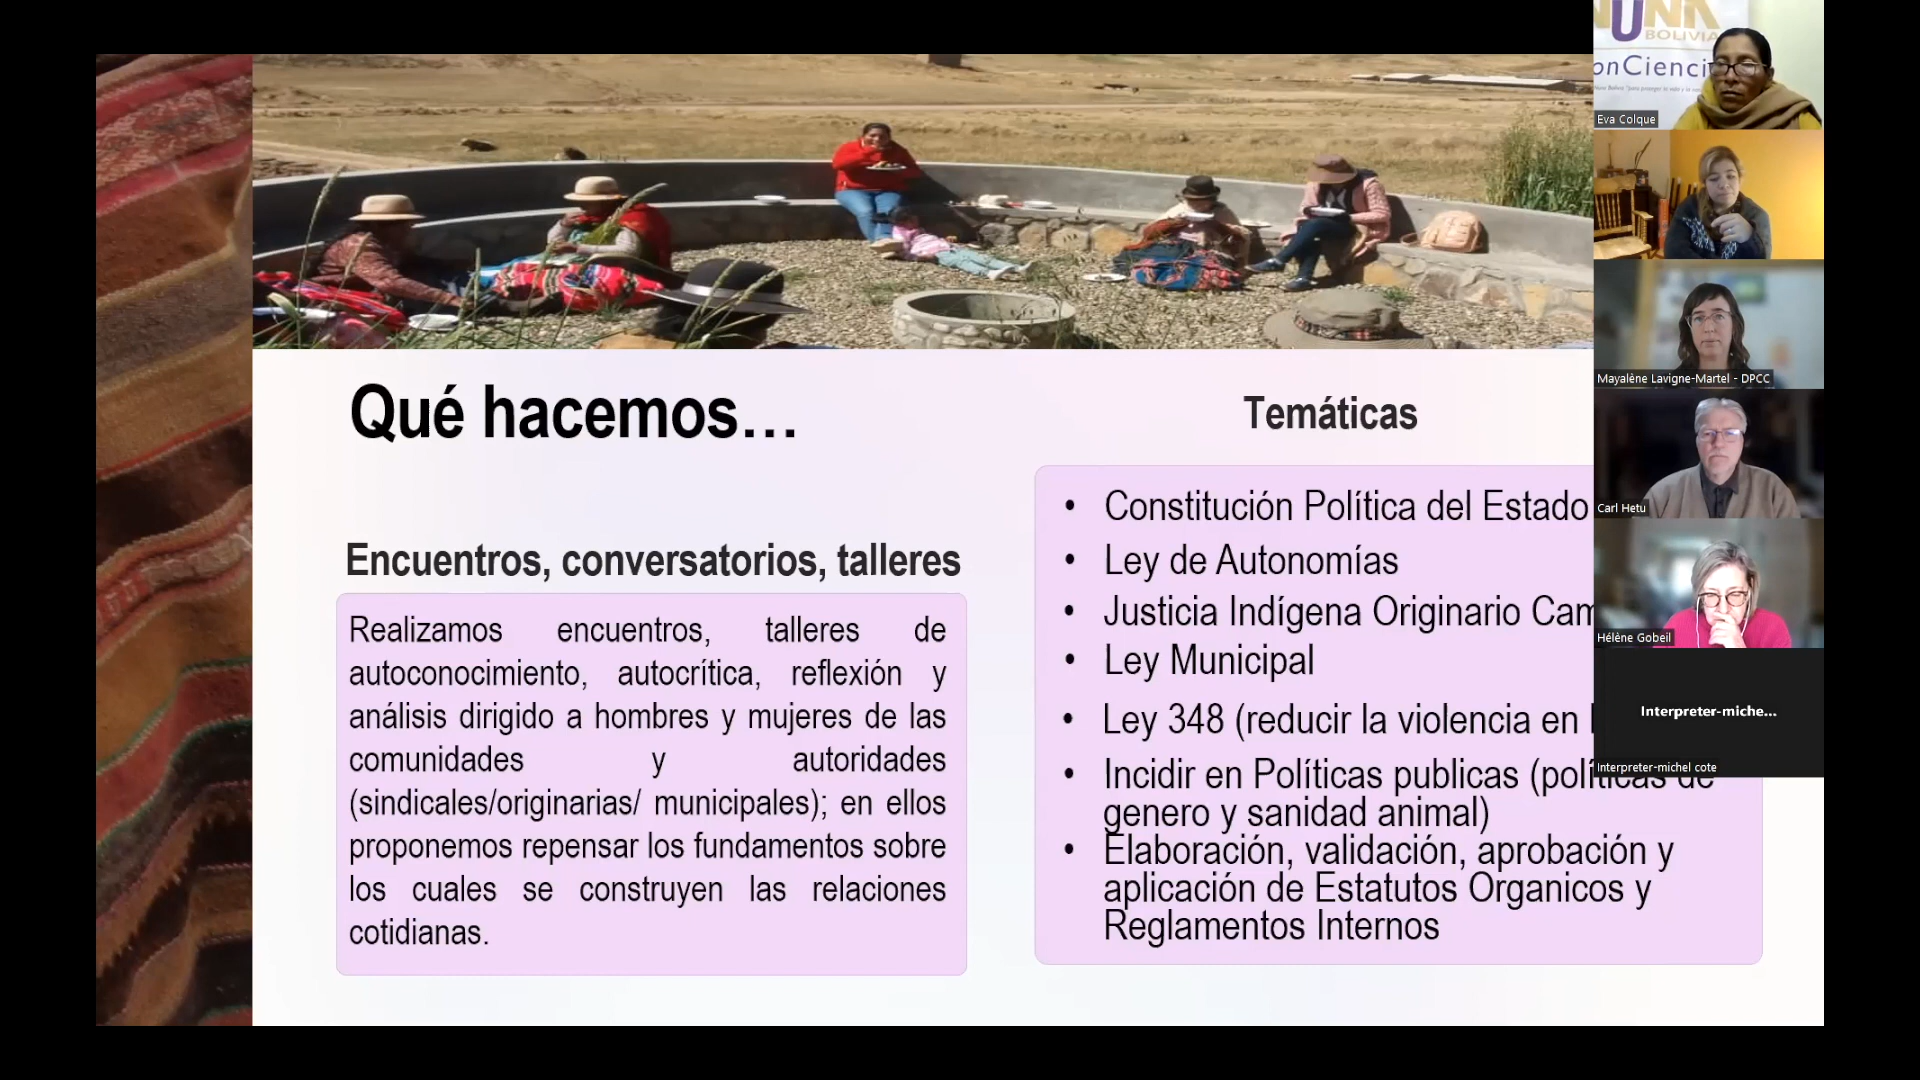 Qué hacemos…
Encuentros, conversatorios, talleres
Realizamos encuentros, talleres de
autoconocimiento, autocrítica, reflexión y
análisis dirigido a hombres y mujeres de las
comunidades y autoridades
(sindicales/originarias/ municipales); en ellos
proponemos repensar los fundamentos sobre
los cuales se construyen las relaciones
cotidianas.
Temáticas
• Constitución Política del Estado
• Ley de Autonomías
• Justicia Indígena Originario Cam
• Ley Municipal
• Ley 348 (reducir la violencia en
• Incidir en Políticas publicas (políticas de
genero y sanidad animal)
• Elaboración, validación, aprobación y
aplicación de Estatutos Organicos y
Reglamentos Internos
BOLIVIA
onCienci
Eva Colque
Mayalène Lavigne-Martel - DPCC
Carl Hetu
Hélène Gobeil
Interpreter-miche...
Interpreter-michel cote